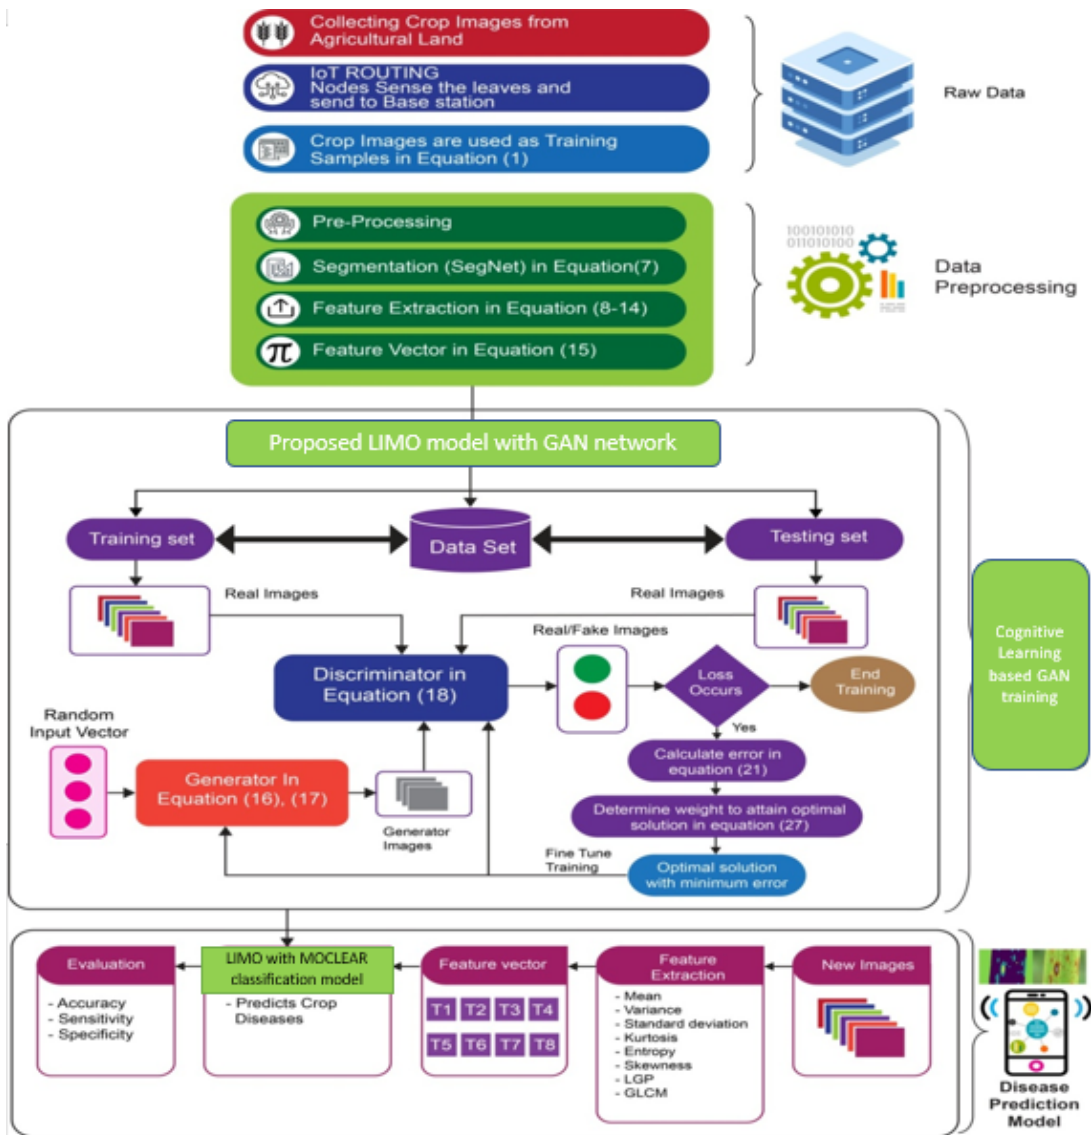 Collecting Crop Images from
Agricultural Land
IoT ROUTING
Nodes Sense the leaves and
send to Base station
Crop Images are used as Training
Samples in Equation (1)
Raw Data
Pre-Processing
Segmentation (SegNet) in Equation(7)
Feature Extraction in Equation (8-14)
π Feature Vector in Equation (15)
100101010
011010100
Data
Preprocessing
Proposed LIMO model with GAN network
Training set
Data Set
Testing set
Real Images
Real Images
Real/Fake Images
Discriminator in
Equation (18)
Loss
Occurs
End
Training
Yes
Random
Input Vector
Generator In
Equation (16), (17)
Generator
Images
Calculate error in
equation (21)
Determine weight to attain optimal
solution in equation (27)
Fine Tune
Training
Optimal solution
with minimum error
Cognitive
Learning
based GAN
training
Evaluation
- Accuracy
- Sensitivity
- Specificity
LIMO with MOCLEAR
classification model
- Predicts Crop
Diseases
Feature vector
T1 T2 T3 T4
T5 T6 T7 T8
Feature
Extraction
- Mean
- Variance
- Standard deviation
- Kurtosis
- Entropy
- Skewness
- LGP
- GLCM
New Images
Disease
Prediction
Model